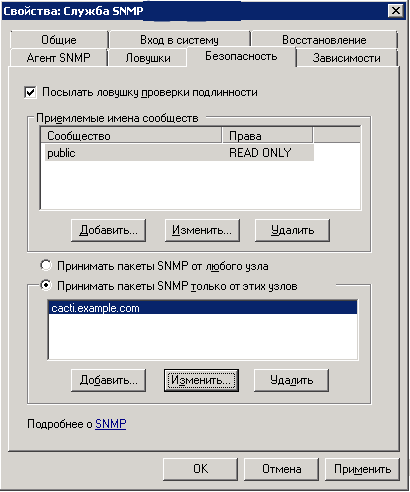 Свойства: Служба SNMP
Общие Вход в систему Восстановление
Агент SNMP Ловушки Безопасность Зависимости
Посылать ловушку проверки подлинности
Приемлемые имена сообществ
Сообщество Права
public READ ONLY
Добавить... Изменить... Удалить
Принимать пакеты SNMP от любого узла
Принимать пакеты SNMP только от этих узлов
cacti.example.com
Добавить... Изменить... Удалить
Подробнее о SNMP
OK Отмена Применить